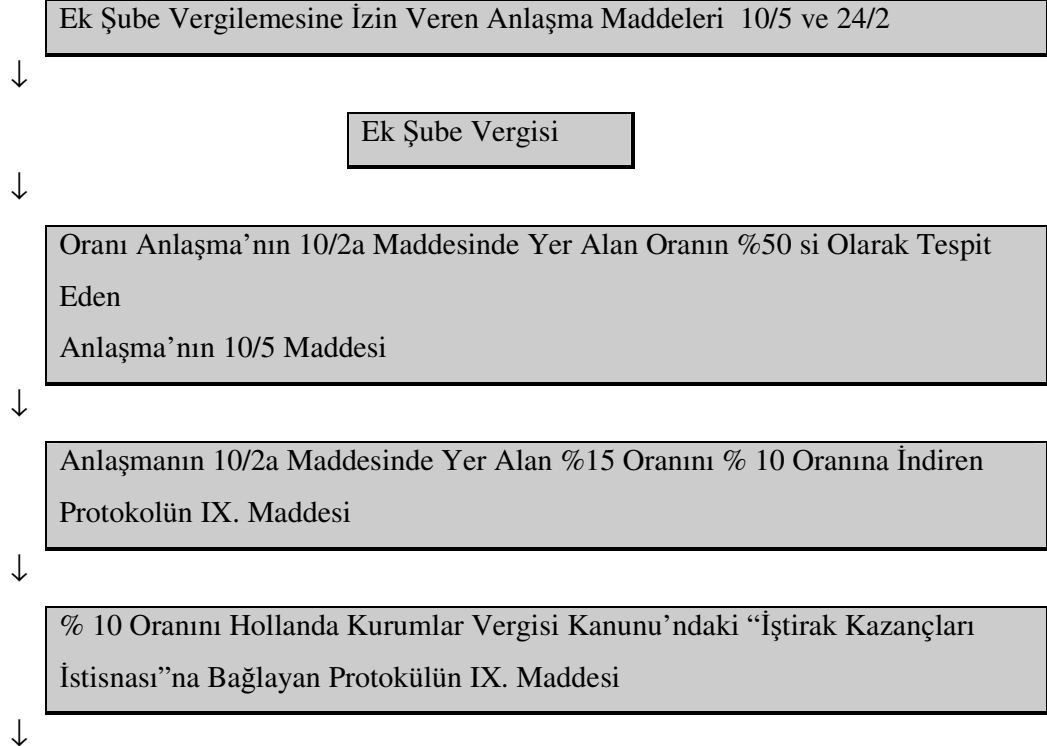 Ek Şube Vergilemesine İzin Veren Anlaşma Maddeleri 10/5 ve 24/2
↓
Ek Şube Vergisi
↓
Oranı Anlaşma’nın 10/2a Maddesinde Yer Alan Oranın %50 si Olarak Tespit
Eden
Anlaşma’nın 10/5 Maddesi
↓
Anlaşmanın 10/2a Maddesinde Yer Alan %15 Oranını % 10 Oranına İndiren
Protokolün IX. Maddesi
↓
% 10 Oranını Hollanda Kurumlar Vergisi Kanunu’ndaki “İştirak Kazançları
İstisnası”na Bağlayan Protokülün IX. Maddesi
↓